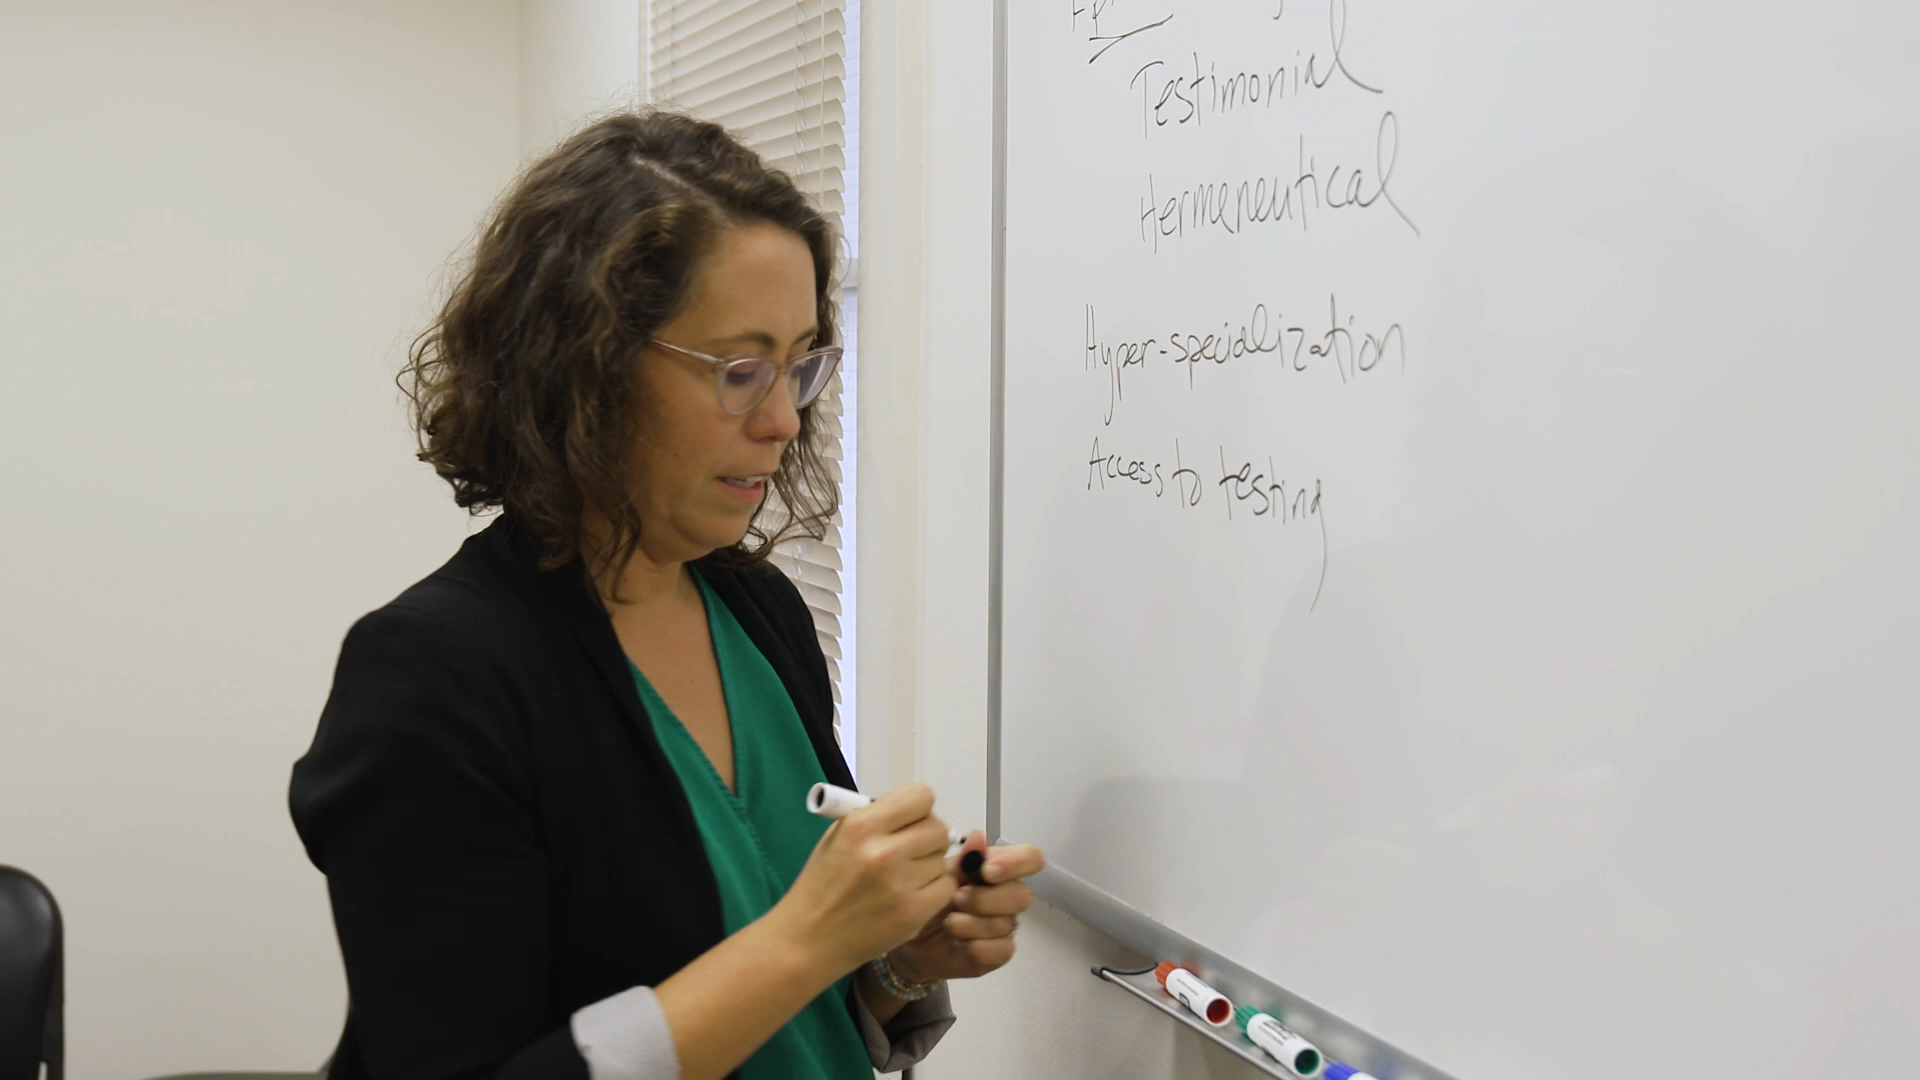 Testimonial
Hermeneutical
Hyper-specialization
Access to testing